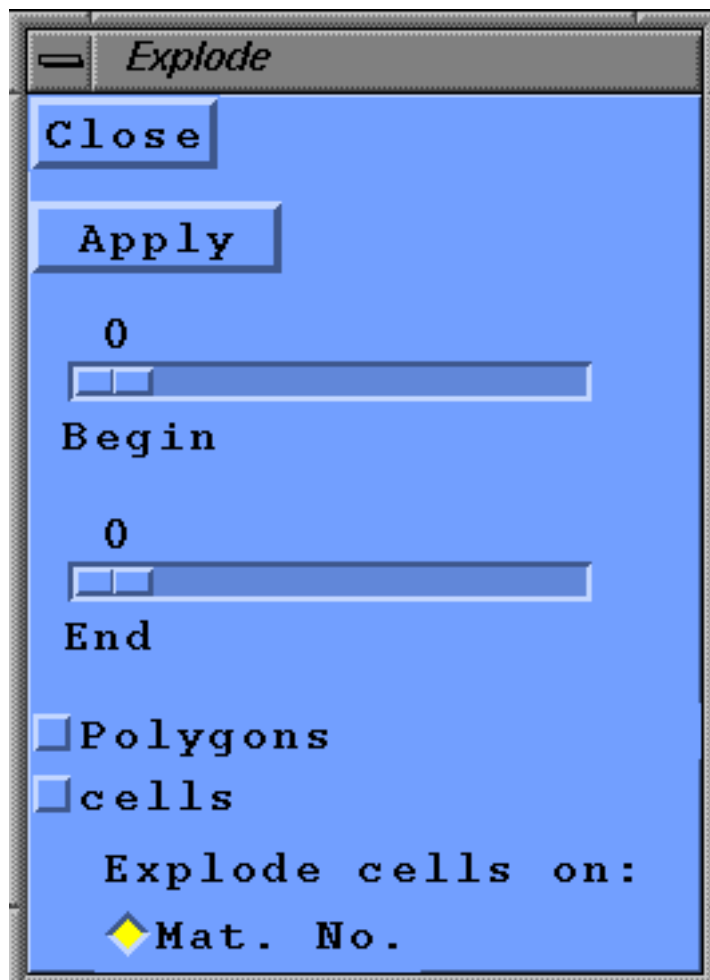 Explode
Close
Apply
0
Begin
0
End
Polygons
cells
Explode cells on:
Mat. No.